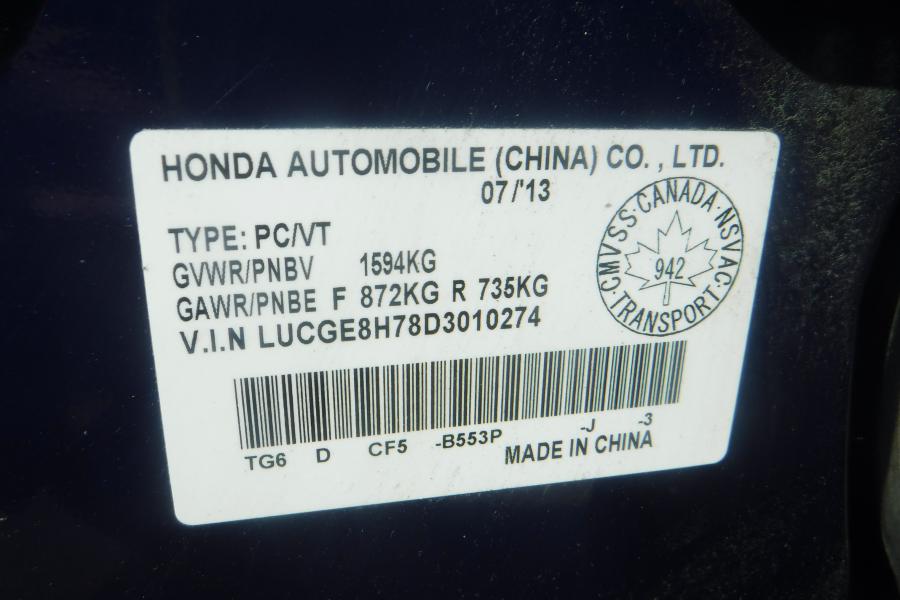 HONDA AUTOMOBILE (CHINA) CO., LTD.
07/'13
TYPE: PC/VT
GVWR/PNBV 1594KG
GAWR/PNBE F 872KG R 735KG
V.I.N LUCGE8H78D3010274
CMVSS·CANADA·NSVAC·TRANSPORT·
942
TG6 D CF5 -B553P -J -3
MADE IN CHINA